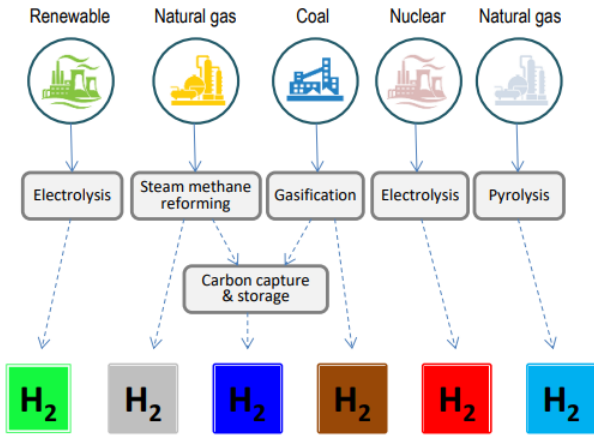 Renewable Natural gas Coal Nuclear Natural gas
Electrolysis Steam methane reforming Gasification Electrolysis Pyrolysis
Carbon capture
& storage
H₂ H₂ H₂ H₂ H₂ H₂